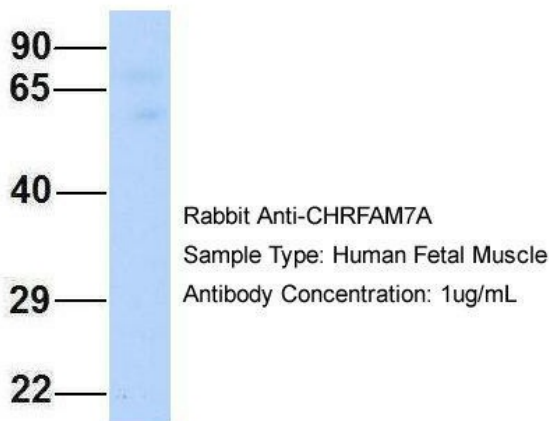 90
65
40
Rabbit Anti-CHRFAM7A
Sample Type: Human Fetal Muscle
Antibody Concentration: 1ug/mL
29
22